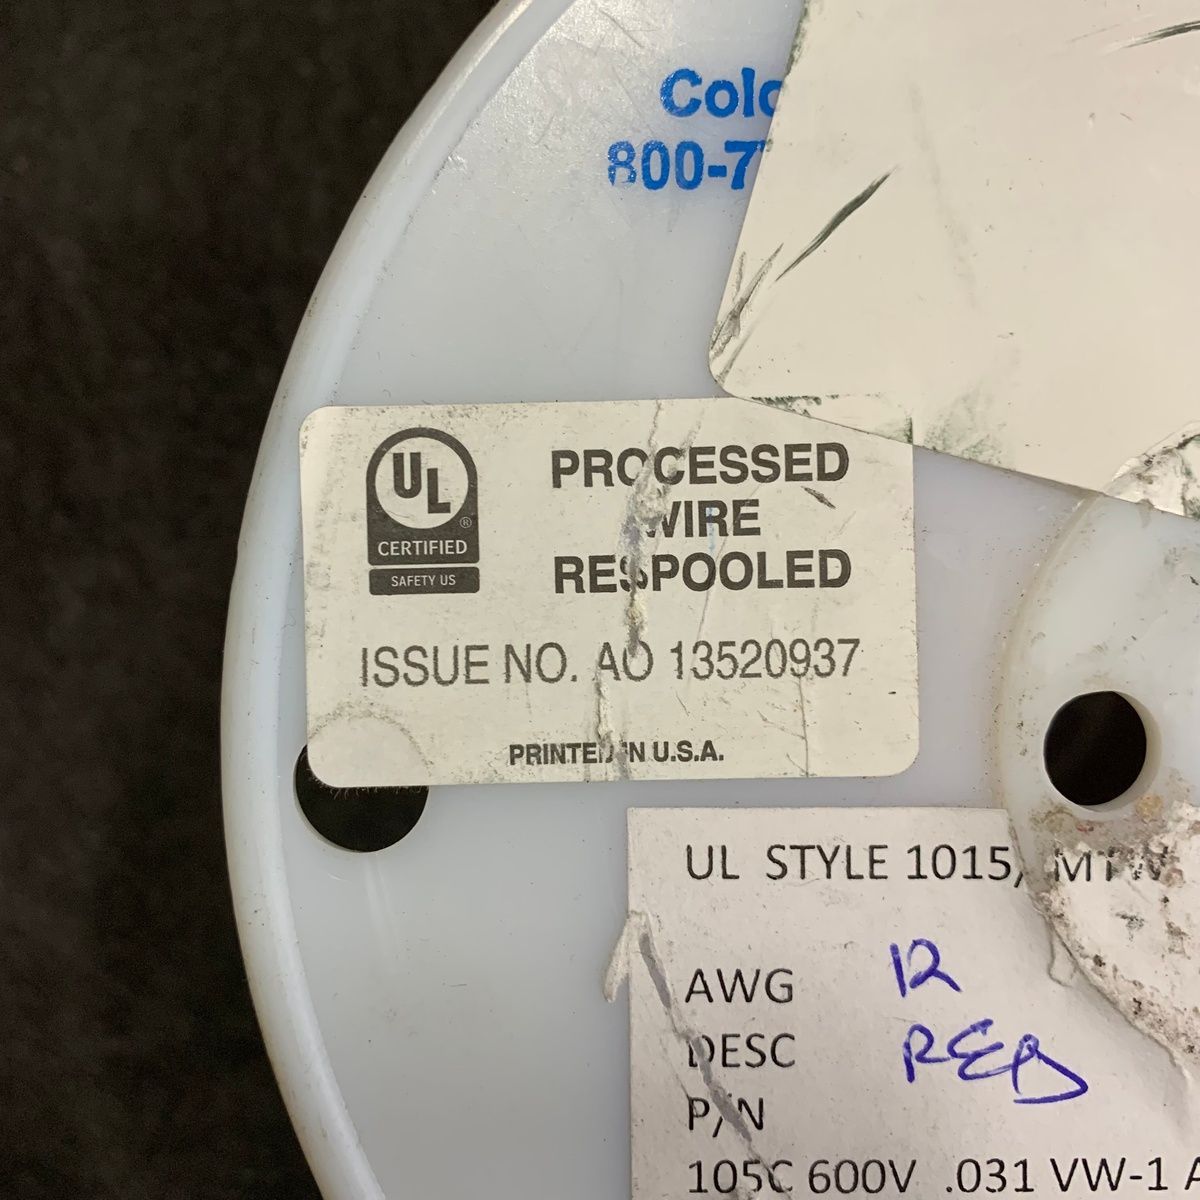 Colo
800-7
UL
®
CERTIFIED
SAFETY US
PROCESSED
WIRE
RESPOOLED
ISSUE NO. AO 13520937
PRINTED IN U.S.A.
UL STYLE 1015, MTW
AWG 12
DESC RED
P/N
105C 600V .031 VW-1 A